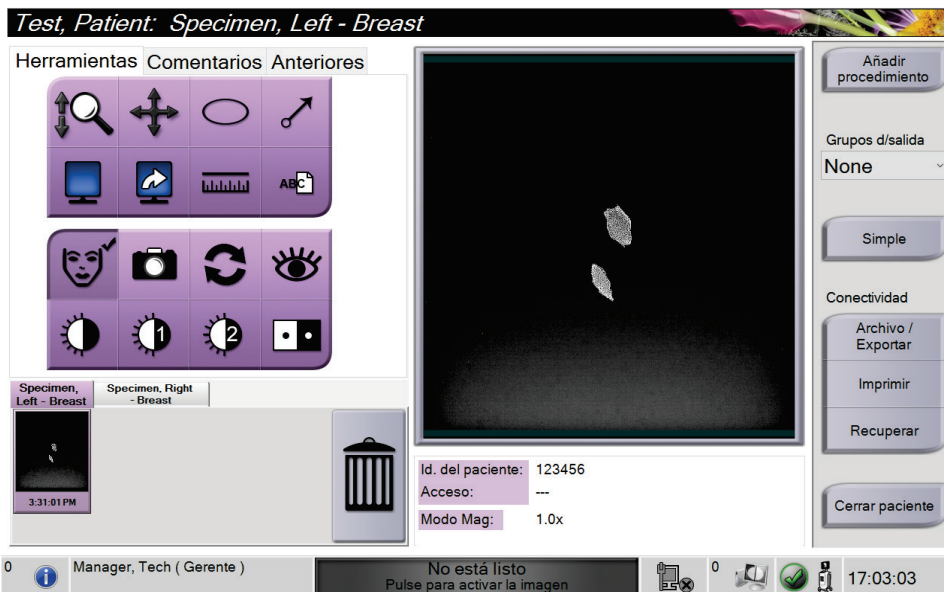 Test, Patient: Specimen, Left - Breast
Herramientas Comentarios Anteriores
ABC
1 2
Specimen,
Left - Breast
Specimen, Right
- Breast
3:31:01 PM
Id. del paciente: 123456
Acceso: ---
Modo Mag: 1.0x
Añadir
procedimiento
Grupos d/salida
None
Simple
Conectividad
Archivo /
Exportar
Imprimir
Recuperar
Cerrar paciente
0 Manager, Tech ( Gerente )
No está listo
Pulse para activar la imagen
0
17:03:03